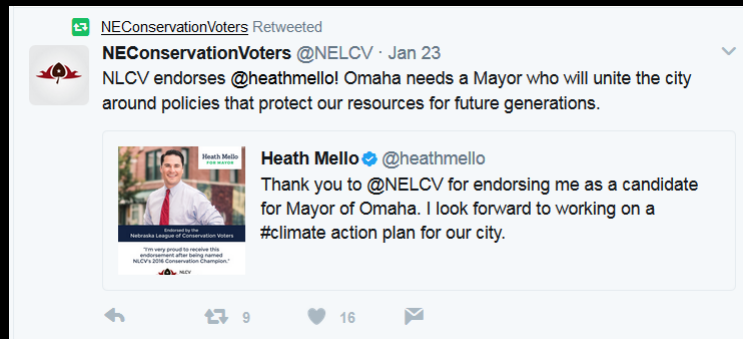 NEConservationVoters Retweeted
NEConservationVoters @NELCV · Jan 23
NLCV endorses @heathmello! Omaha needs a Mayor who will unite the city
around policies that protect our resources for future generations.
Heath Mello
FOR MAYOR
Endorsed by the
Nebraska League of Conservation Voters
"I'm very proud to receive this
endorsement after being named
NLCV's 2016 Conservation Champion."
NLCV
Heath Mello @heathmello
Thank you to @NELCV for endorsing me as a candidate
for Mayor of Omaha. I look forward to working on a
#climate action plan for our city.
9 16